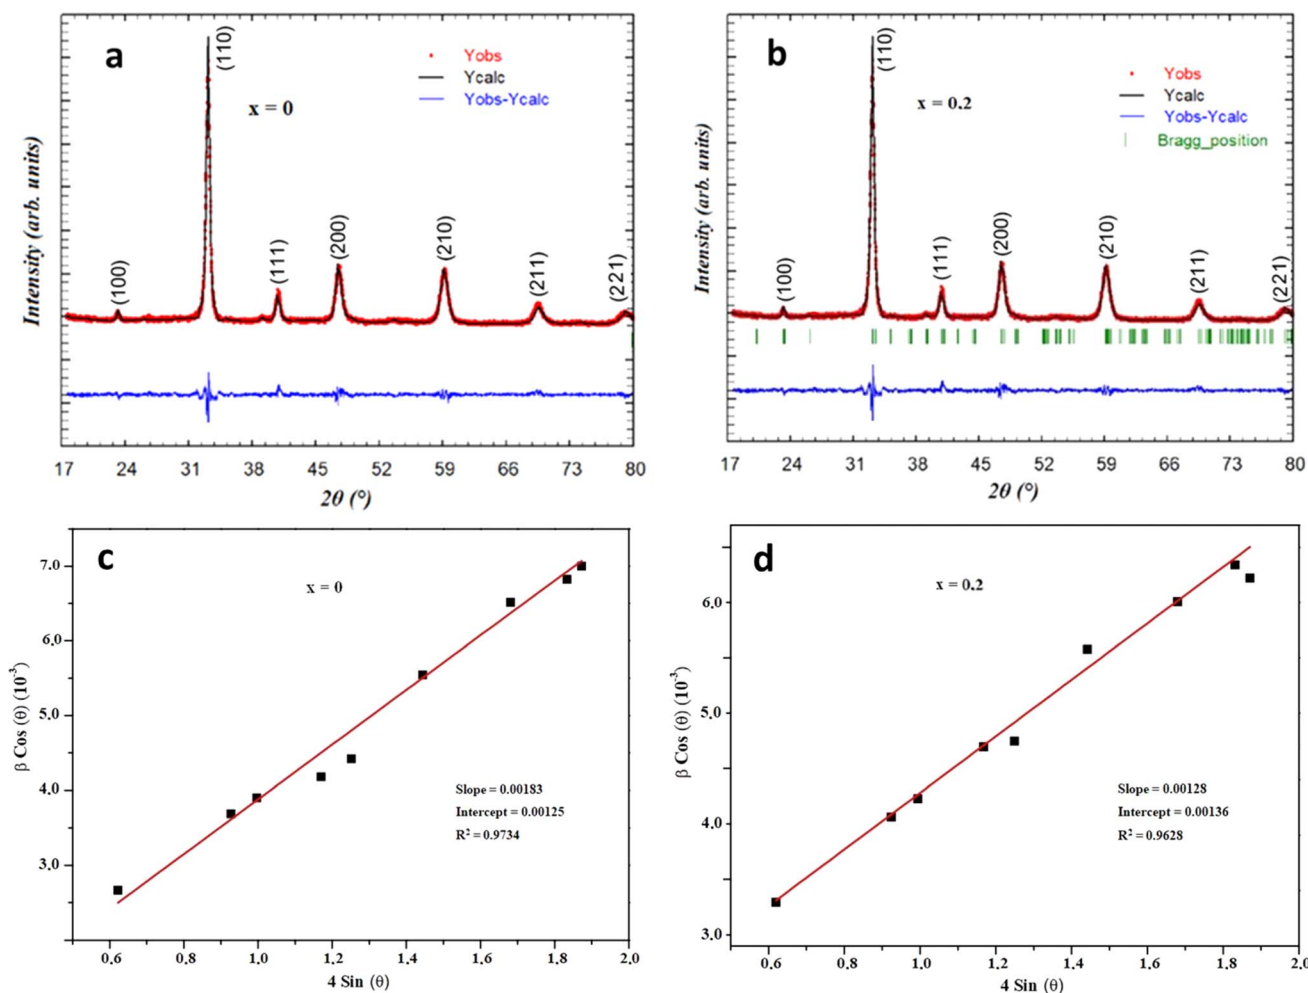 a
(110)
Yobs
Ycalc
Yobs-Ycalc
x = 0
(100)
(111)
(200)
(210)
(211)
(221)
Intensity (arb. units)
17 24 31 38 45 52 59 66 73 80
2θ (°)
b
(110)
Yobs
Ycalc
Yobs-Ycalc
Bragg_position
x = 0.2
(100)
(111)
(200)
(210)
(211)
(221)
Intensity (arb. units)
17 24 31 38 45 52 59 66 73 80
2θ (°)
c
x = 0
7.0
6.0
5.0
4.0
3.0
β Cos (θ) (10⁻³)
Slope = 0.00183
Intercept = 0.00125
R² = 0.9734
0,6 0,8 1,0 1,2 1,4 1,6 1,8 2,0
4 Sin (θ)
d
x = 0.2
6.0
5.0
4.0
3.0
β Cos (θ) (10⁻³)
Slope = 0.00128
Intercept = 0.00136
R² = 0.9628
0,6 0,8 1,0 1,2 1,4 1,6 1,8 2,0
4 Sin (θ)